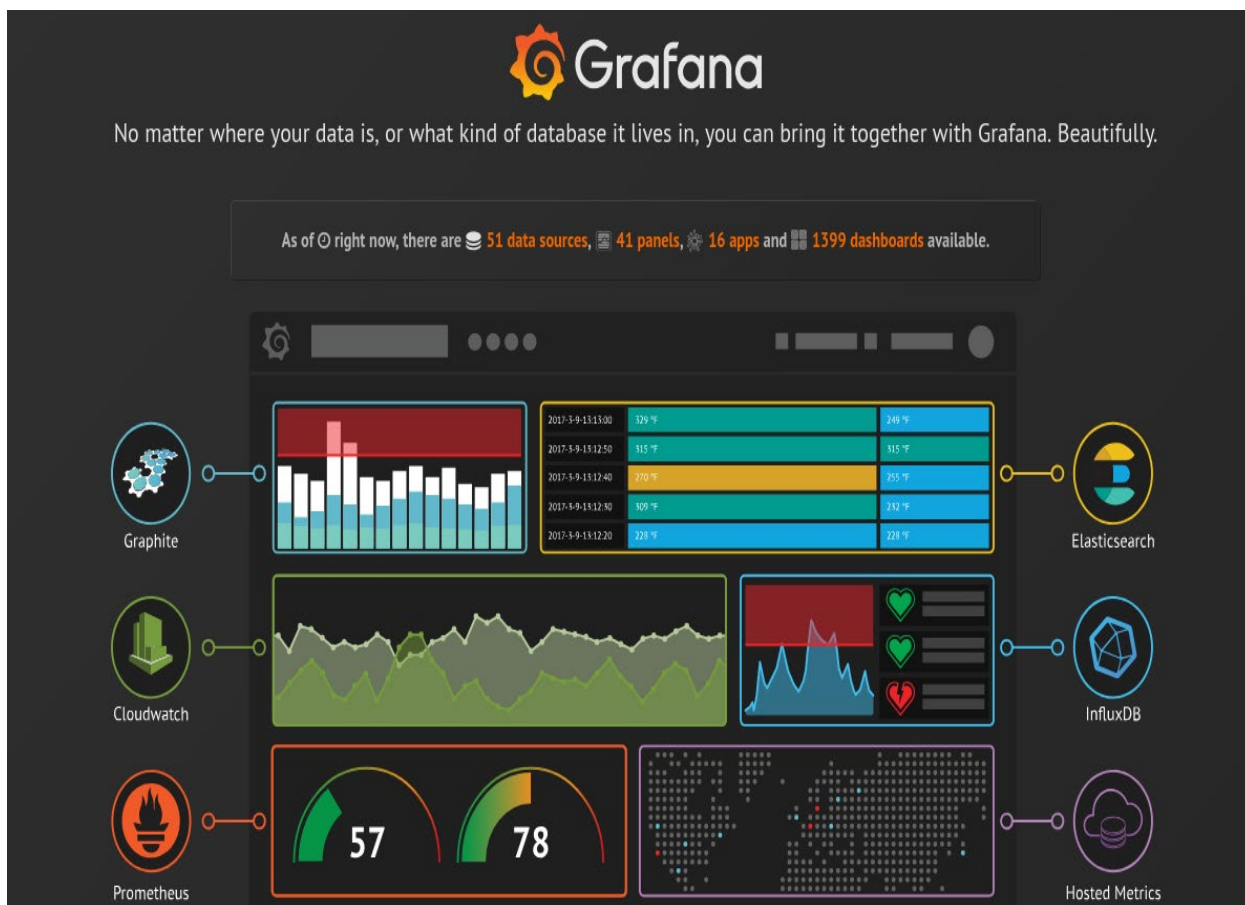 Grafana
No matter where your data is, or what kind of database it lives in, you can bring it together with Grafana. Beautifully.
As of right now, there are 51 data sources, 41 panels, 16 apps and 1399 dashboards available.
2017-3-9-13:13:00 329 °F 249 °F
2017-3-9-13:12:50 315 °F 315 °F
2017-3-9-13:12:40 270 °F 255 °F
2017-3-9-13:12:30 309 °F 232 °F
2017-3-9-13:12:20 228 °F 228 °F
Graphite
Elasticsearch
Cloudwatch
InfluxDB
57
78
Prometheus
Hosted Metrics